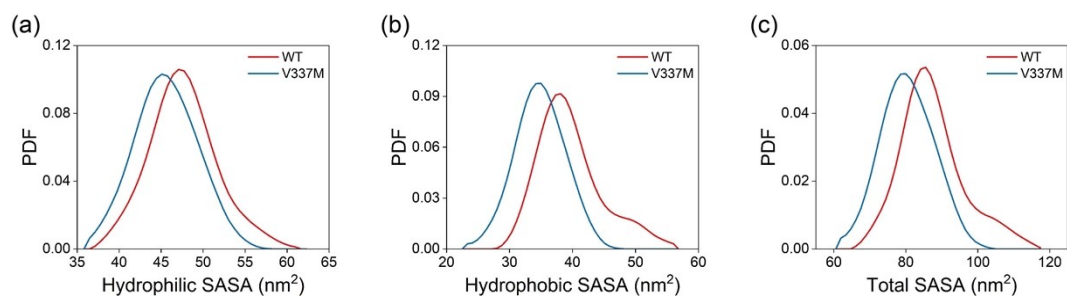 (a)
0.12
0.08
0.04
0.00
PDF
WT
V337M
35 40 45 50 55 60 65
Hydrophilic SASA (nm²)
(b)
0.12
0.09
0.06
0.03
0.00
PDF
WT
V337M
20 30 40 50 60
Hydrophobic SASA (nm²)
(c)
0.06
0.04
0.02
0.00
PDF
WT
V337M
60 80 100 120
Total SASA (nm²)